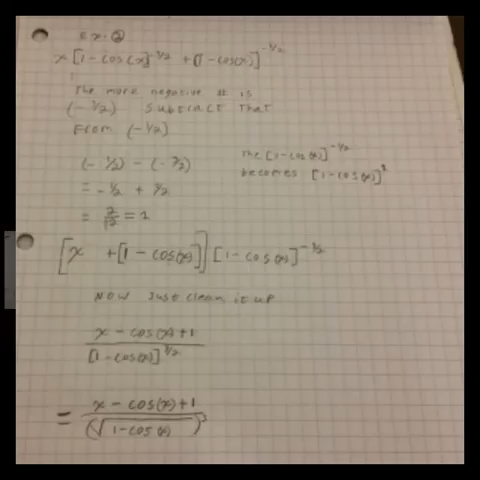 Ex. ②
x[1-cos(x)]^-3/2 + [1-cos(x)]^-1/2
The more negative # is
(-3/2) subtract that
From (-1/2)
(-1/2) - (-3/2)
= -1/2 + 3/2
= 2/2 = 1
The [1-cos(x)]^-1/2
becomes [1-cos(x)]^1
[x + [1-cos(x)]] [1-cos(x)]^-3/2
NOW Just clean it up
x - cos(x) + 1
[1-cos(x)]^3/2
= x - cos(x) + 1
(√1-cos(x))^3